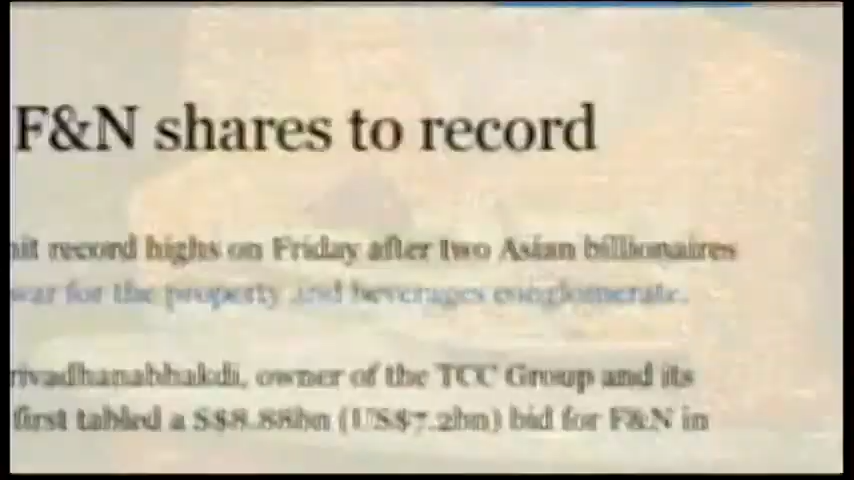 F&N shares to record
hit record highs on Friday after two Asian billionaires
war for the property and beverages conglomerate.
rivadhanabhakdi, owner of the TCC Group and its
first tabled a S$8.88bn (US$7.2bn) bid for F&N in